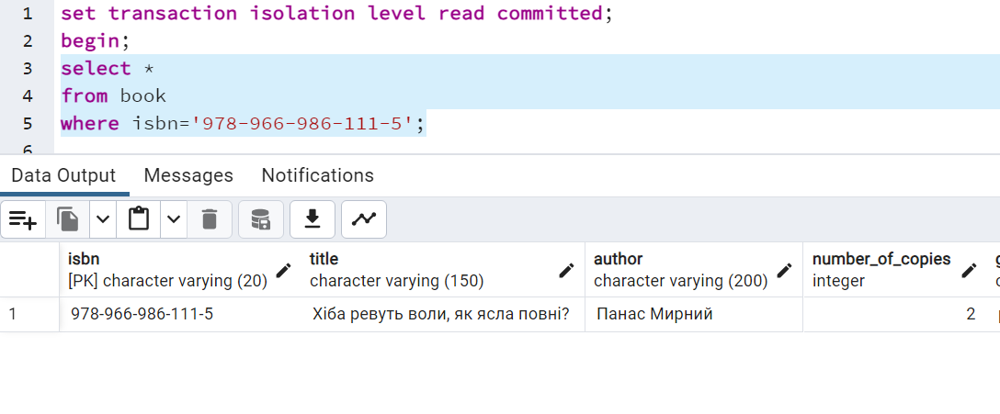 1 set transaction isolation level read committed;
2 begin;
3 select *
4 from book
5 where isbn='978-966-986-111-5';
6
Data Output Messages Notifications
isbn title author number_of_copies
[PK] character varying (20) character varying (150) character varying (200) integer
1 978-966-986-111-5 Хіба ревуть воли, як ясла повні? Панас Мирний 2